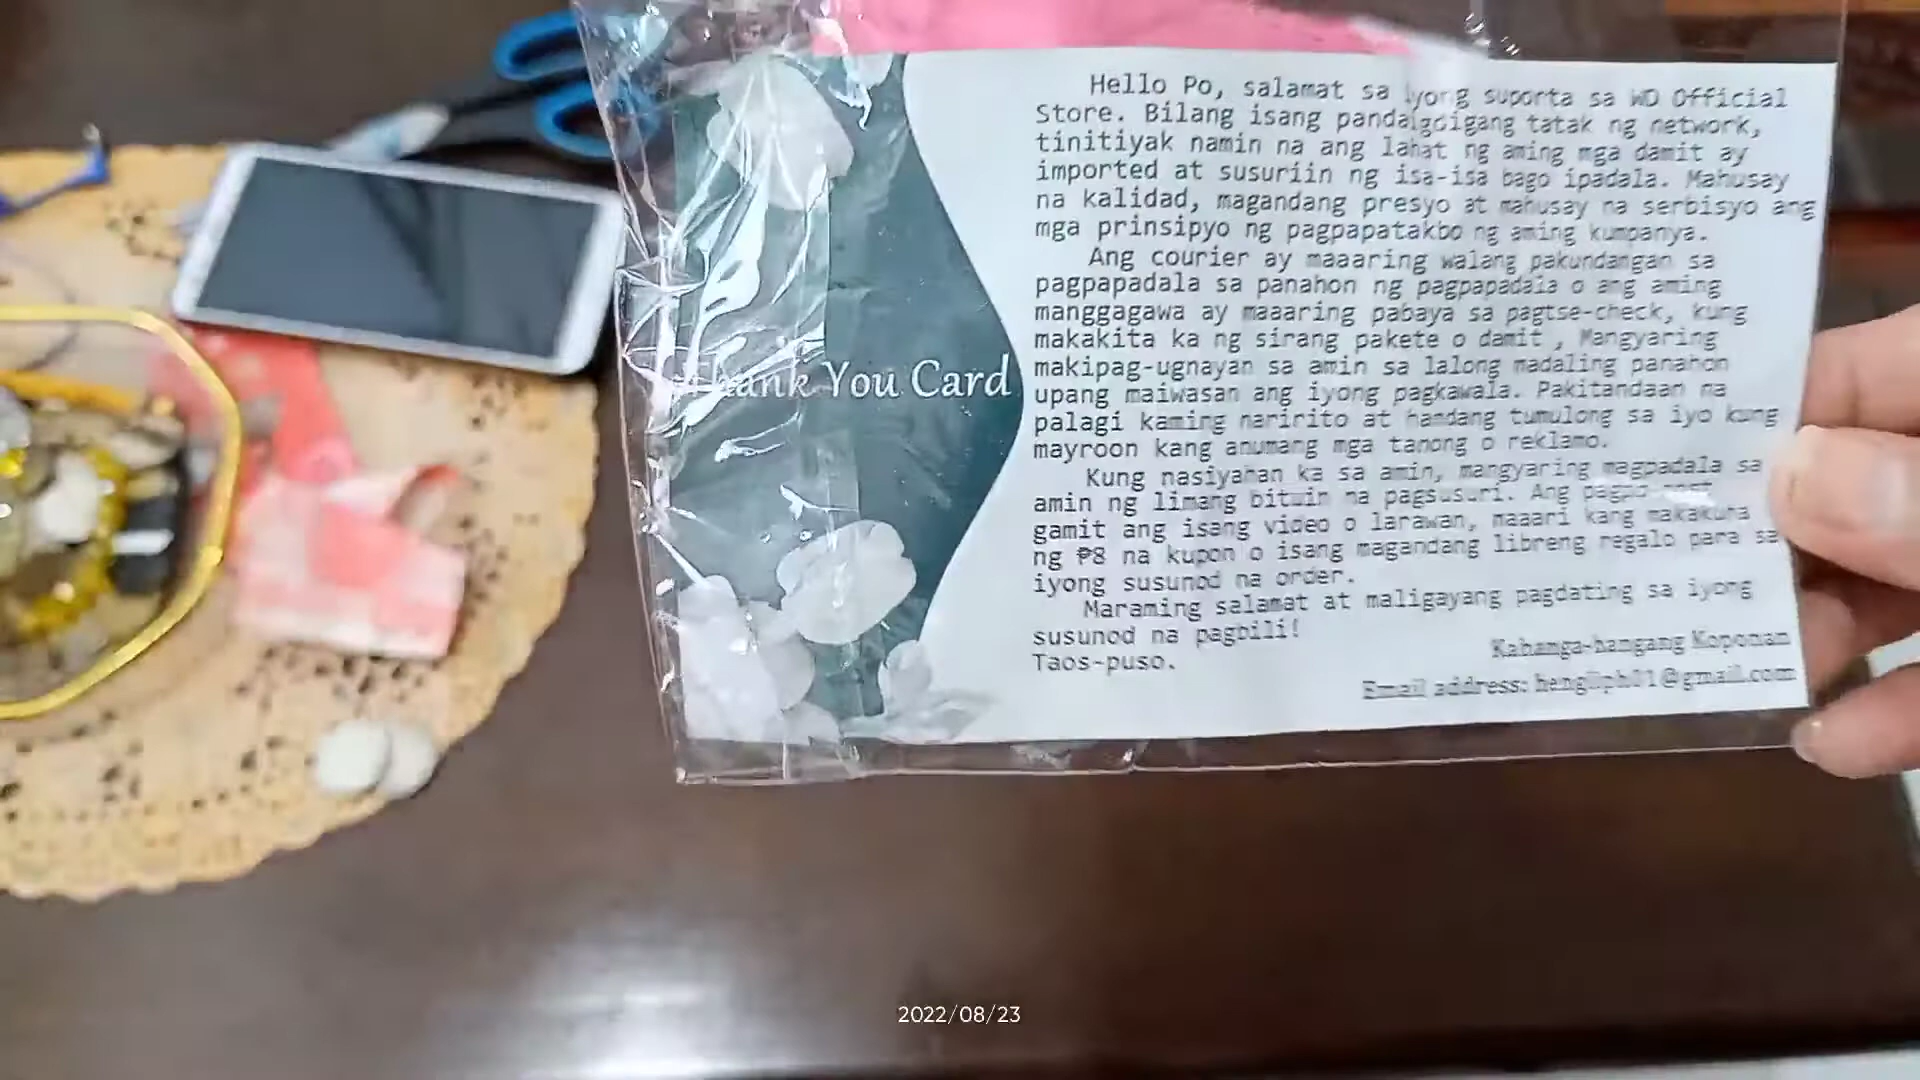 Thank You Card
Hello Po, salamat sa iyong suporta sa WD Official
Store. Bilang isang pandaigdigang tatak ng network,
tinitiyak namin na ang lahat ng aming mga damit ay
imported at susuriin ng isa-isa bago ipadala. Mahusay
na kalidad, magandang presyo at mahusay na serbisyo ang
mga prinsipyo ng pagpapatakbo ng aming kumpanya.
Ang courier ay maaaring walang pakundangan sa
pagpapadala sa panahon ng pagpapadala o ang aming
manggagawa ay maaaring pabaya sa pagtse-check, kung
makakita ka ng sirang pakete o damit , Mangyaring
makipag-ugnayan sa amin sa lalong madaling panahon
upang maiwasan ang iyong pagkawala. Pakitandaan na
palagi kaming naririto at handang tumulong sa iyo kung
mayroon kang anumang mga tanong o reklamo.
Kung nasiyahan ka sa amin, mangyaring magpadala sa
amin ng limang bituin na pagsusuri. Ang
gamit ang isang video o larawan, maaari kang makakuha
ng ₱8 na kupon o isang magandang libreng regalo para sa
iyong susunod na order.
Maraming salamat at maligayang pagdating sa iyong
susunod na pagbili!
Taos-puso.
Kahanga-hangang Koponan
Email address:
2022/08/23